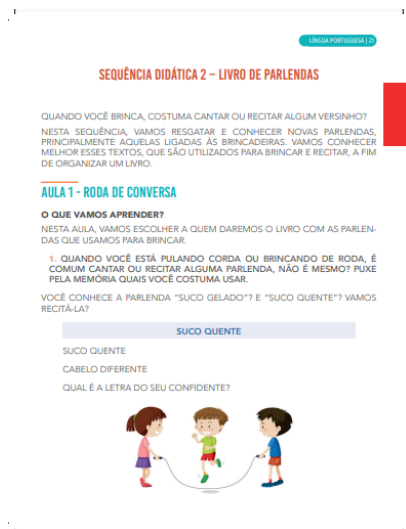 LÍNGUA PORTUGUESA | 21
SEQUÊNCIA DIDÁTICA 2 – LIVRO DE PARLENDAS
QUANDO VOCÊ BRINCA, COSTUMA CANTAR OU RECITAR ALGUM VERSINHO?
NESTA SEQUÊNCIA, VAMOS RESGATAR E CONHECER NOVAS PARLENDAS,
PRINCIPALMENTE AQUELAS LIGADAS ÀS BRINCADEIRAS. VAMOS CONHECER
MELHOR ESSES TEXTOS, QUE SÃO UTILIZADOS PARA BRINCAR E RECITAR, A FIM
DE ORGANIZAR UM LIVRO.
AULA 1 - RODA DE CONVERSA
O QUE VAMOS APRENDER?
NESTA AULA, VAMOS ESCOLHER A QUEM DAREMOS O LIVRO COM AS PARLEN-
DAS QUE USAMOS PARA BRINCAR.
1. QUANDO VOCÊ ESTÁ PULANDO CORDA OU BRINCANDO DE RODA, É
COMUM CANTAR OU RECITAR ALGUMA PARLENDA, NÃO É MESMO? PUXE
PELA MEMÓRIA QUAIS VOCÊ COSTUMA USAR.
VOCÊ CONHECE A PARLENDA "SUCO GELADO"? E "SUCO QUENTE"? VAMOS
RECITÁ-LA?
SUCO QUENTE
SUCO QUENTE
CABELO DIFERENTE
QUAL É A LETRA DO SEU CONFIDENTE?